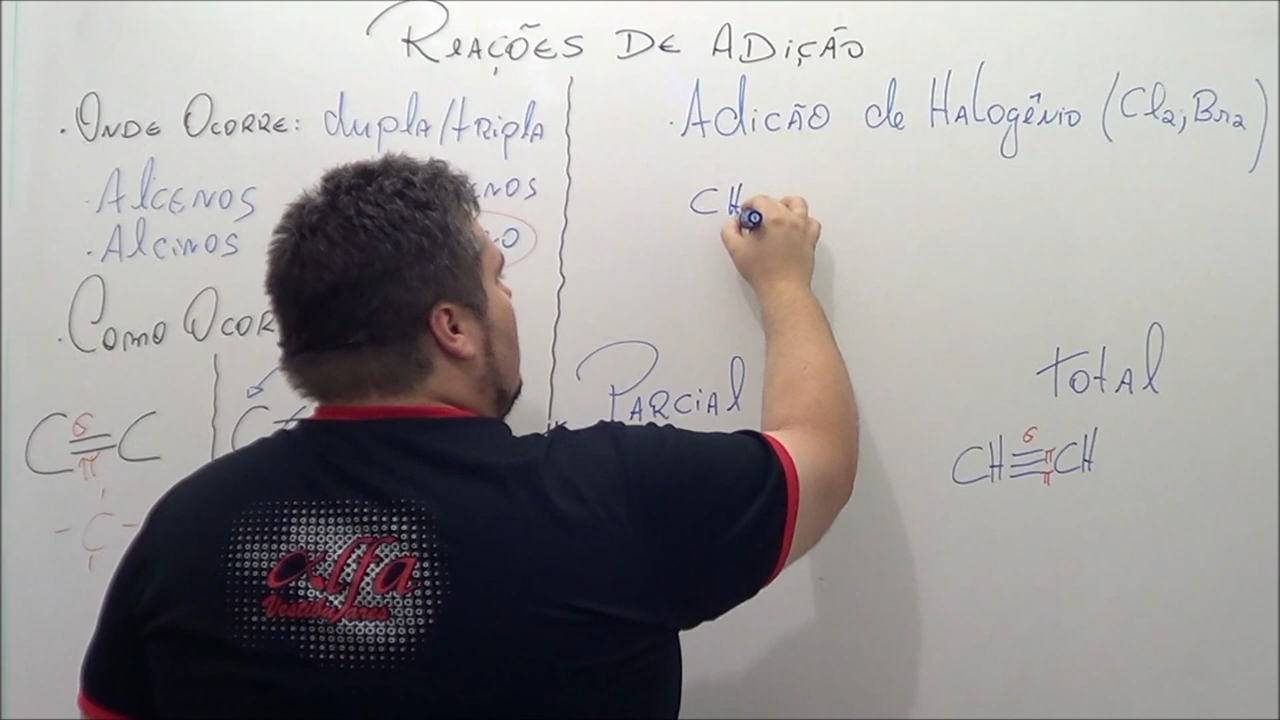 REAÇÕES DE ADIÇÃO
. ONDE OCORRE: dupla/tripla
. Alcenos
. Alcinos
. Como Ocor
C=C
- C -
C
. Adicão de Halogênio (Cl2; Br2)
CH
PARCIAL
total
CH≡CH
σ
π
π
σ
π
alfa
Vestibulares